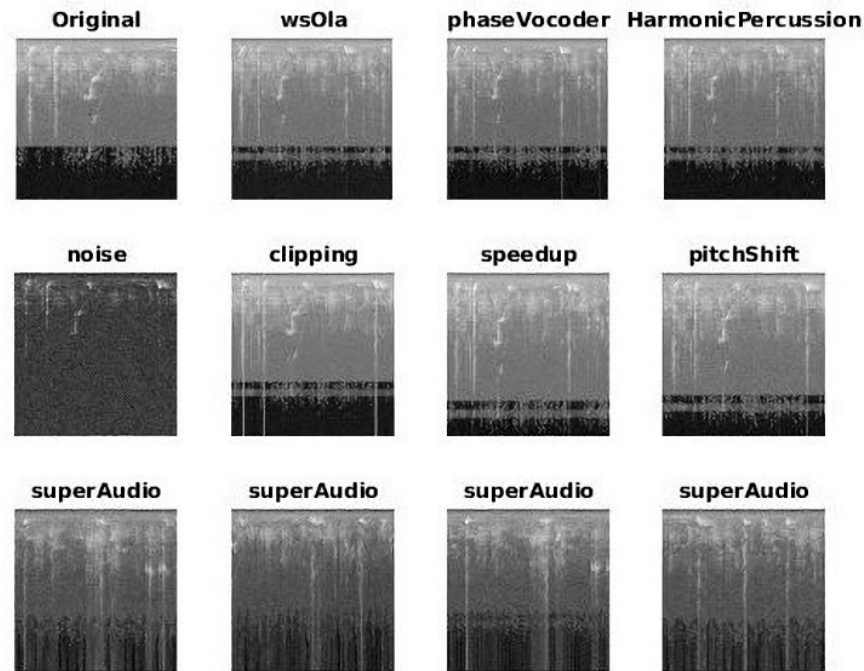 Original wsOla phaseVocoder HarmonicPercussion
noise clipping speedup pitchShift
superAudio superAudio superAudio superAudio